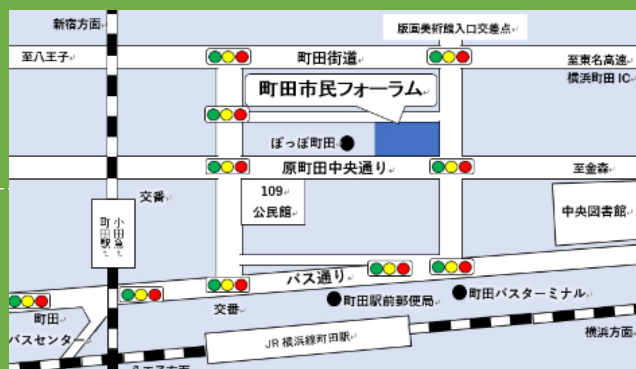 新宿方面
版画美術館入口交差点
至八王子
町田街道
至東名高速
横浜町田 IC
町田市民フォーラム
ぽっぽ町田
原町田中央通り
至金森
交番
109
公民館
中央図書館
小田急
町田駅
バス通り
町田
バスセンター
交番
町田駅前郵便局
町田バスターミナル
JR 横浜線町田駅
横浜方面
八王子方面